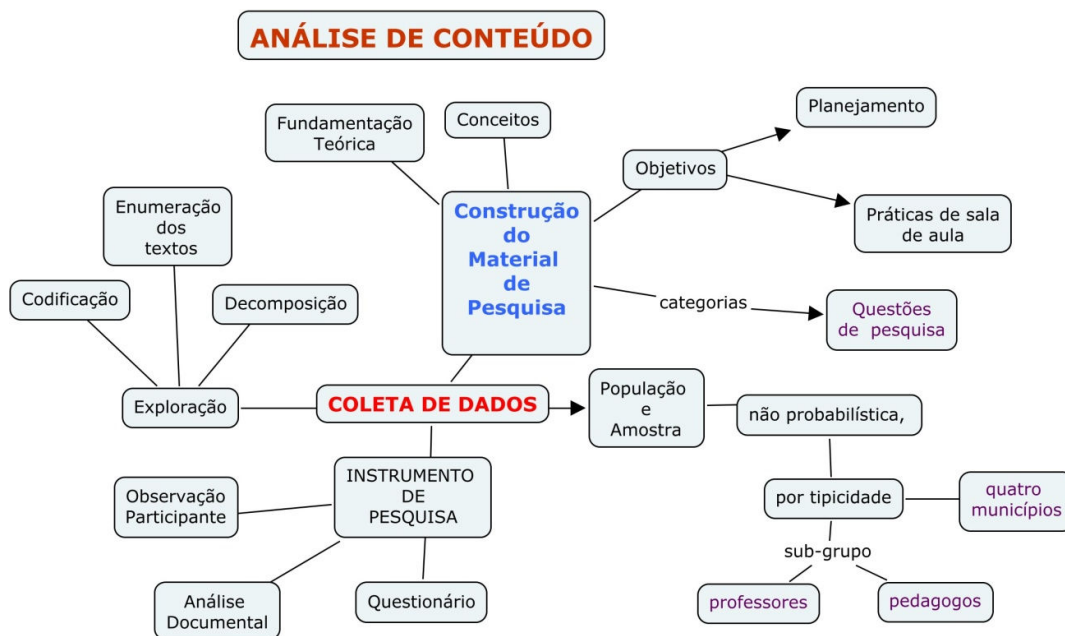 ANÁLISE DE CONTEÚDO
Fundamentação
Teórica
Conceitos
Planejamento
Objetivos
Práticas de sala
de aula
Construção
do
Material
de
Pesquisa
Enumeração
dos
textos
Codificação
Decomposição
categorias
Questões
de pesquisa
Exploração
COLETA DE DADOS
População
e
Amostra
não probabilística,
INSTRUMENTO
DE
PESQUISA
Observação
Participante
por tipicidade
quatro
municípios
sub-grupo
Análise
Documental
Questionário
professores
pedagogos